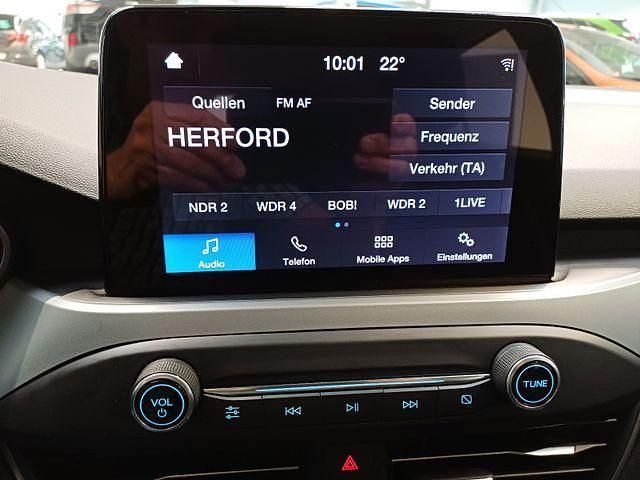 10:01 22°
Quellen FM AF Sender
HERFORD Frequenz
Verkehr (TA)
NDR 2 WDR 4 BOB! WDR 2 1LIVE
Audio Telefon Mobile Apps Einstellungen
VOL TUNE